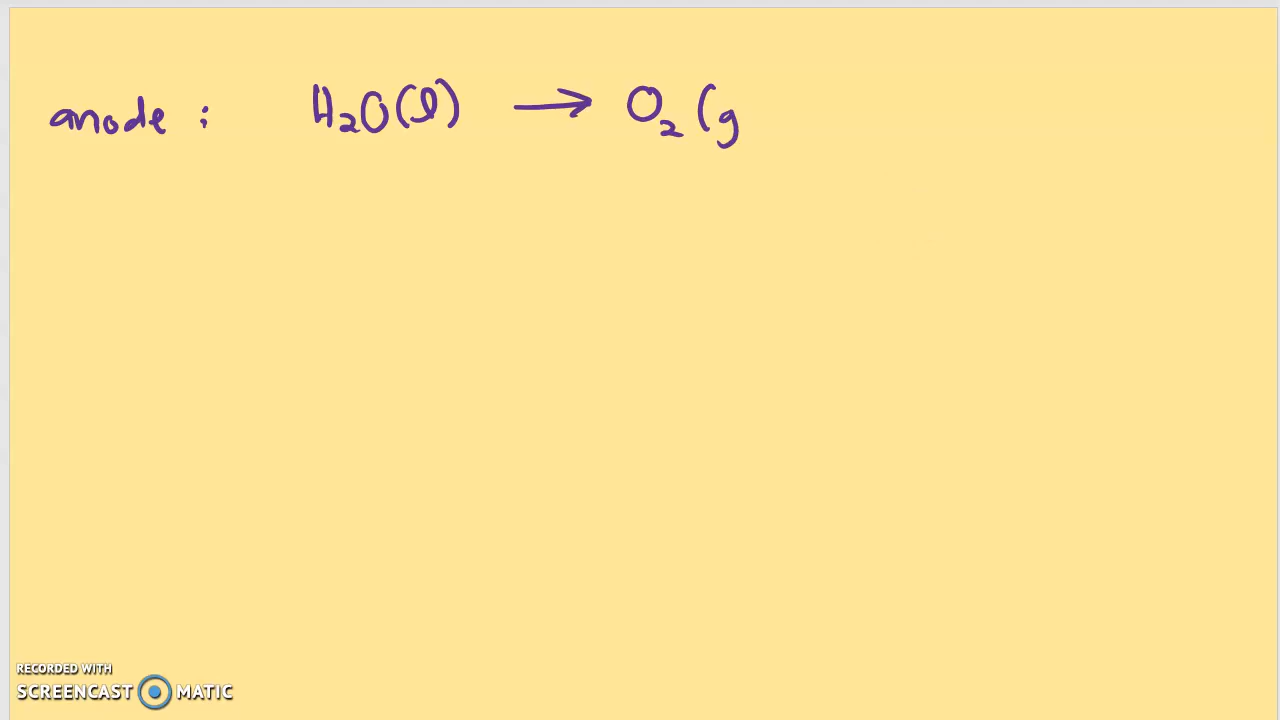 anode : H₂O(l) → O₂(g
RECORDED WITH
SCREENCAST MATIC